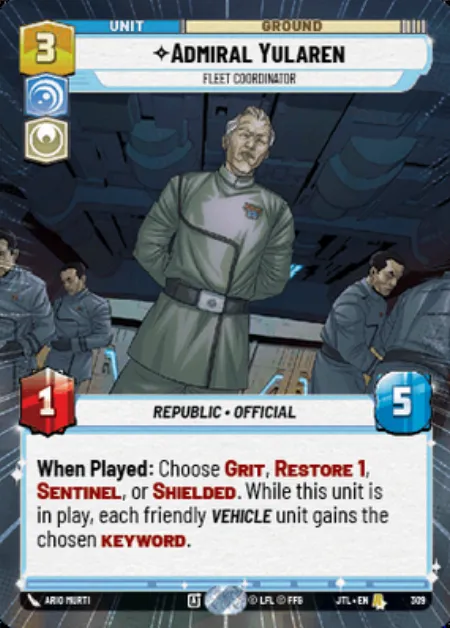 UNIT GROUND
3
ADMIRAL YULAREN
FLEET COORDINATOR
1
REPUBLIC • OFFICIAL
5
When Played: Choose GRIT, RESTORE 1,
SENTINEL, or SHIELDED. While this unit is
in play, each friendly VEHICLE unit gains the
chosen KEYWORD.
ARIO MURTI Ⓒ LFL Ⓒ FFG JTL • EN 309